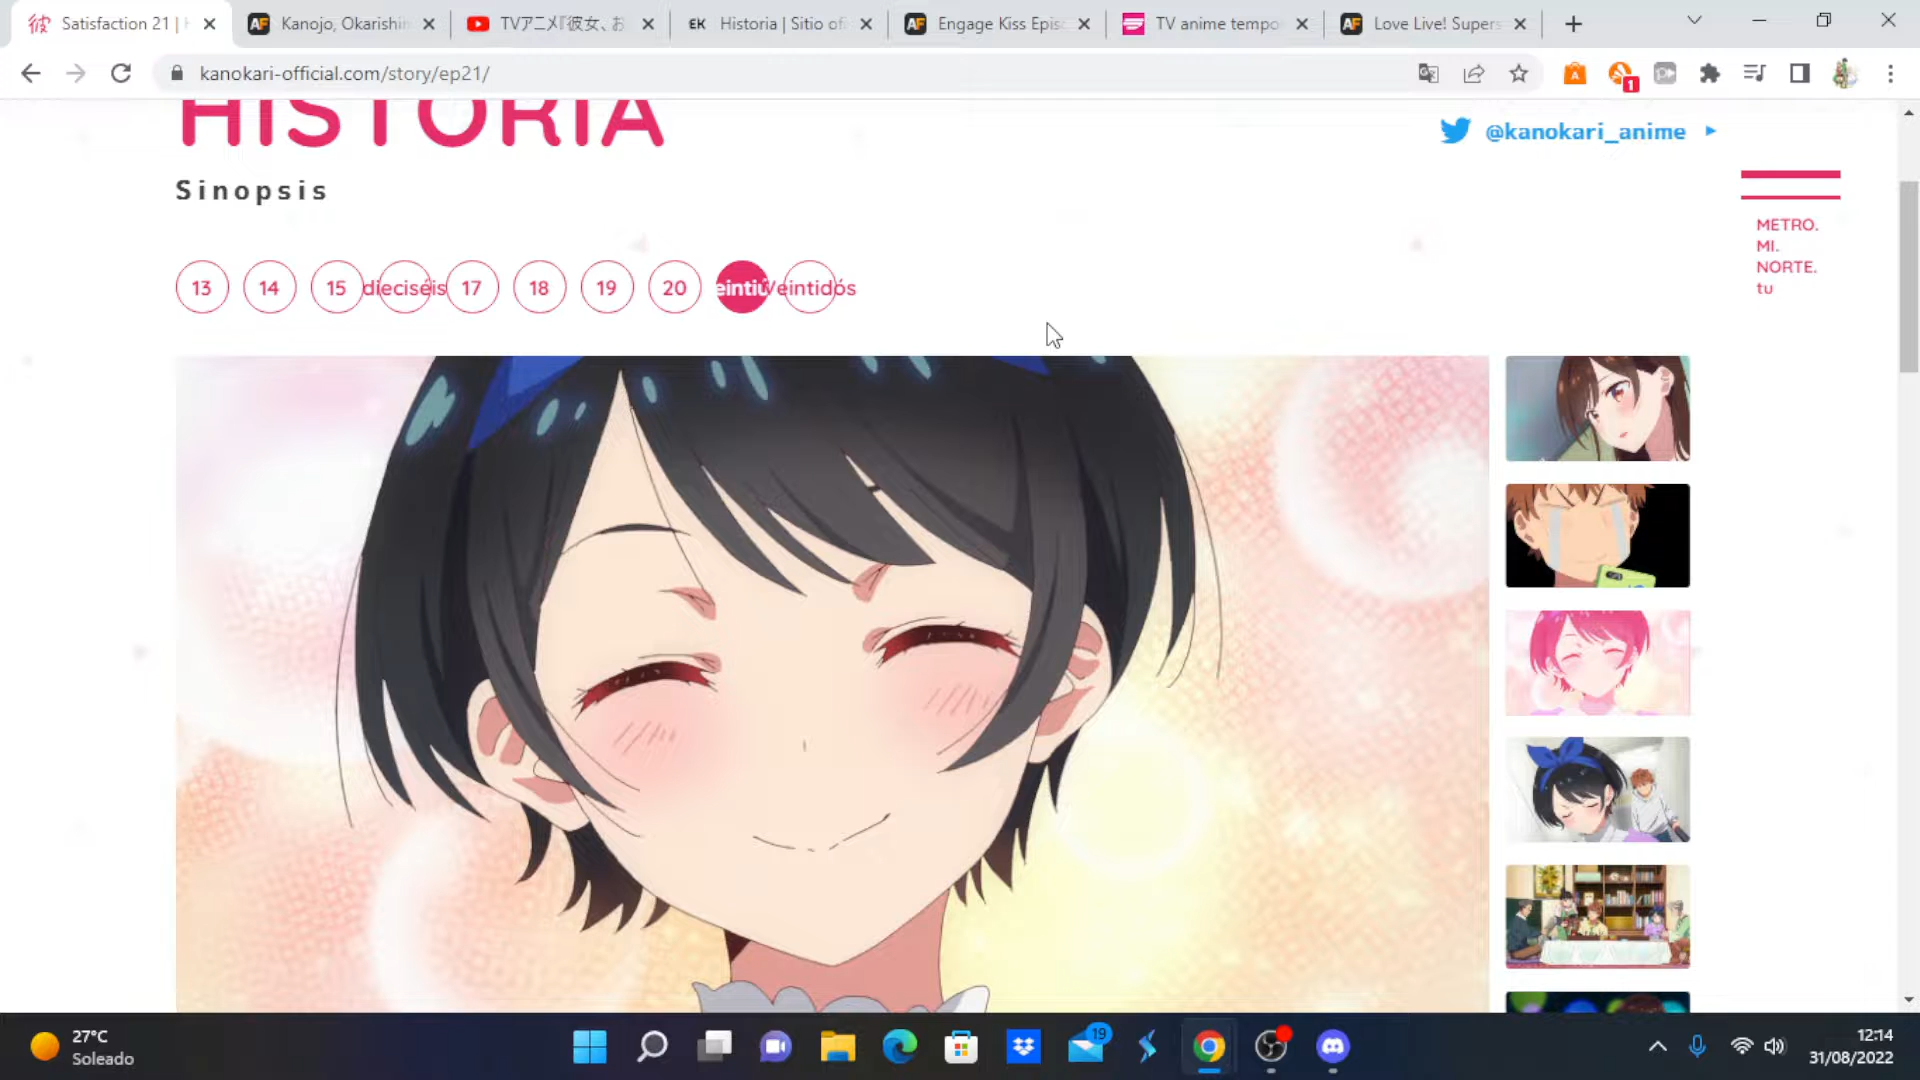 Satisfaction 21 |
Kanojo, Okarishin
TVアニメ『彼女、お
EK
Historia | Sitio of
Engage Kiss Episo
TV anime tempo
Love Live! Supers
kanokari-official.com/story/ep21/
1
HISTORIA
@kanokari_anime
Sinopsis
METRO.
MI.
NORTE.
tu
13
14
15
dieciséis
17
18
19
20
eintiú
Veintidós
27°C
Soleado
19
12:14
31/08/2022